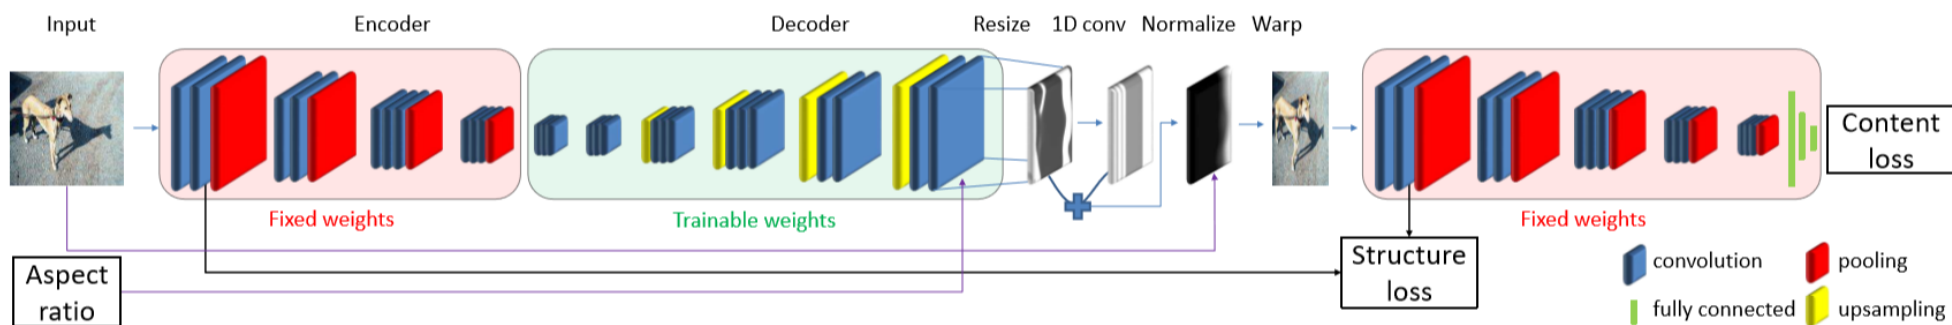 Input
Encoder
Decoder
Resize
1D conv
Normalize
Warp
Fixed weights
Trainable weights
Fixed weights
Content
loss
Aspect
ratio
Structure
loss
convolution
pooling
fully connected
upsampling